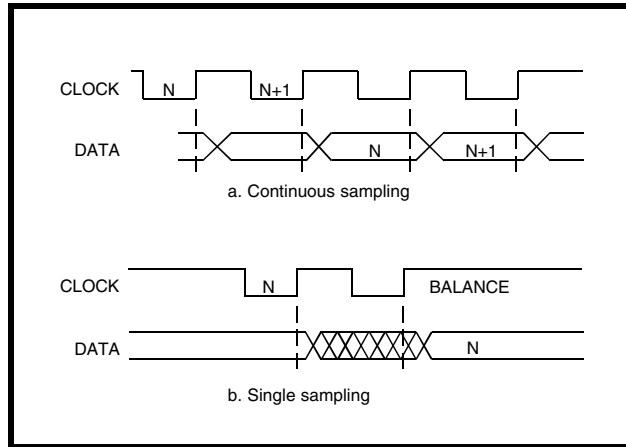 CLOCK N N+1
DATA N N+1
a. Continuous sampling
CLOCK N BALANCE
DATA N
b. Single sampling